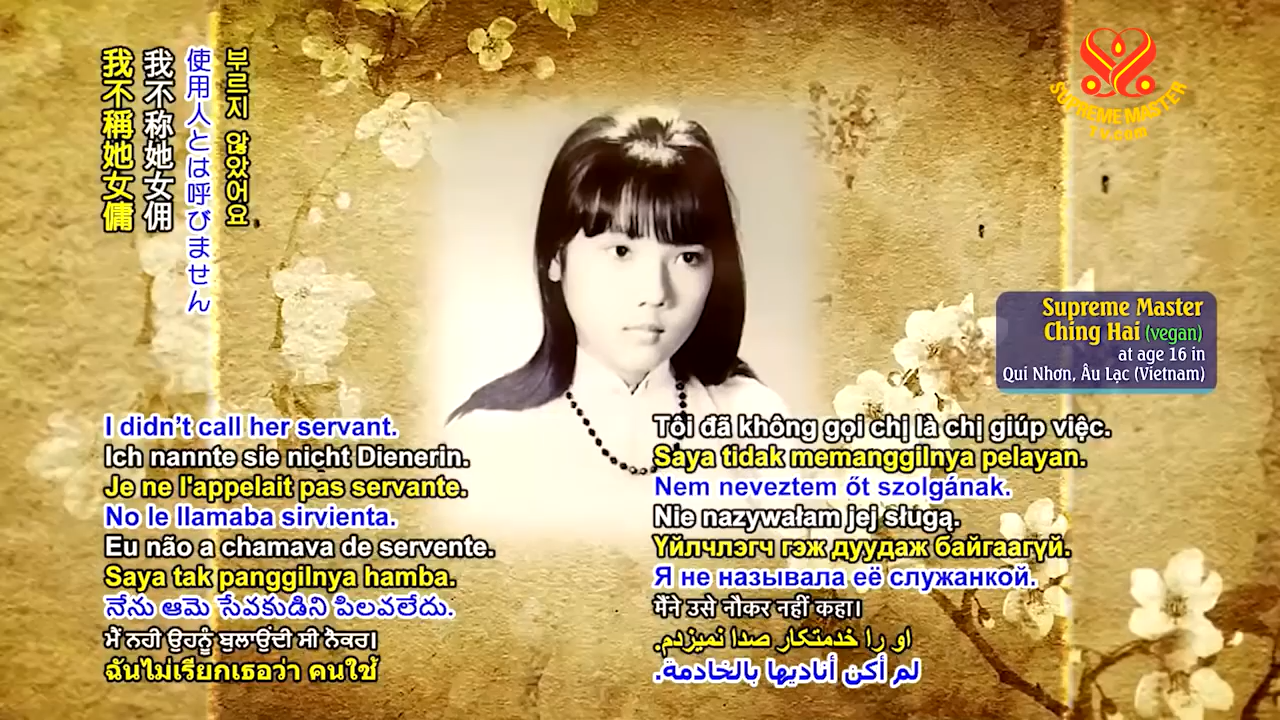 我不稱她女傭
我不称她女佣
使用人とは呼びません
부르지 않았어요
SUPREME MASTER
TV.com
Supreme Master
Ching Hai (vegan)
at age 16 in
Qui Nhơn, Âu Lạc (Vietnam)
I didn't call her servant.
Ich nannte sie nicht Dienerin.
Je ne l'appelait pas servante.
No le llamaba sirvienta.
Eu não a chamava de servente.
Saya tak panggilnya hamba.
నేను ఆమె సేవకుడిని పిలవలేదు.
ਮੈਂ ਨਹੀ ਉਹਨੂੰ ਬੁਲਾਉਂਦੀ ਸੀ ਨੌਕਰ।
ฉันไม่เรียกเธอว่า คนใช้
Tôi đã không gọi chị là chị giúp việc.
Saya tidak memanggilnya pelayan.
Nem neveztem őt szolgának.
Nie nazywałam jej sługą.
Үйлчлэгч гэж дуудаж байгаагүй.
Я не называла её служанкой.
मैंने उसे नौकर नहीं कहा।
او را خدمتکار صدا نمیزدم.
لم أكن أناديها بالخادمة.